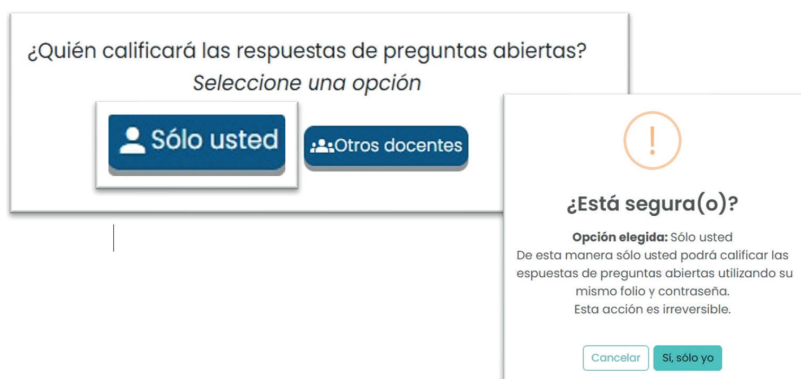 ¿Quién calificará las respuestas de preguntas abiertas?
Seleccione una opción
Sólo usted
Otros docentes
¿Está segura(o)?
Opción elegida: Sólo usted
De esta manera sólo usted podrá calificar las
espuestas de preguntas abiertas utilizando su
mismo folio y contraseña.
Esta acción es irreversible.
Cancelar
Sí, sólo yo